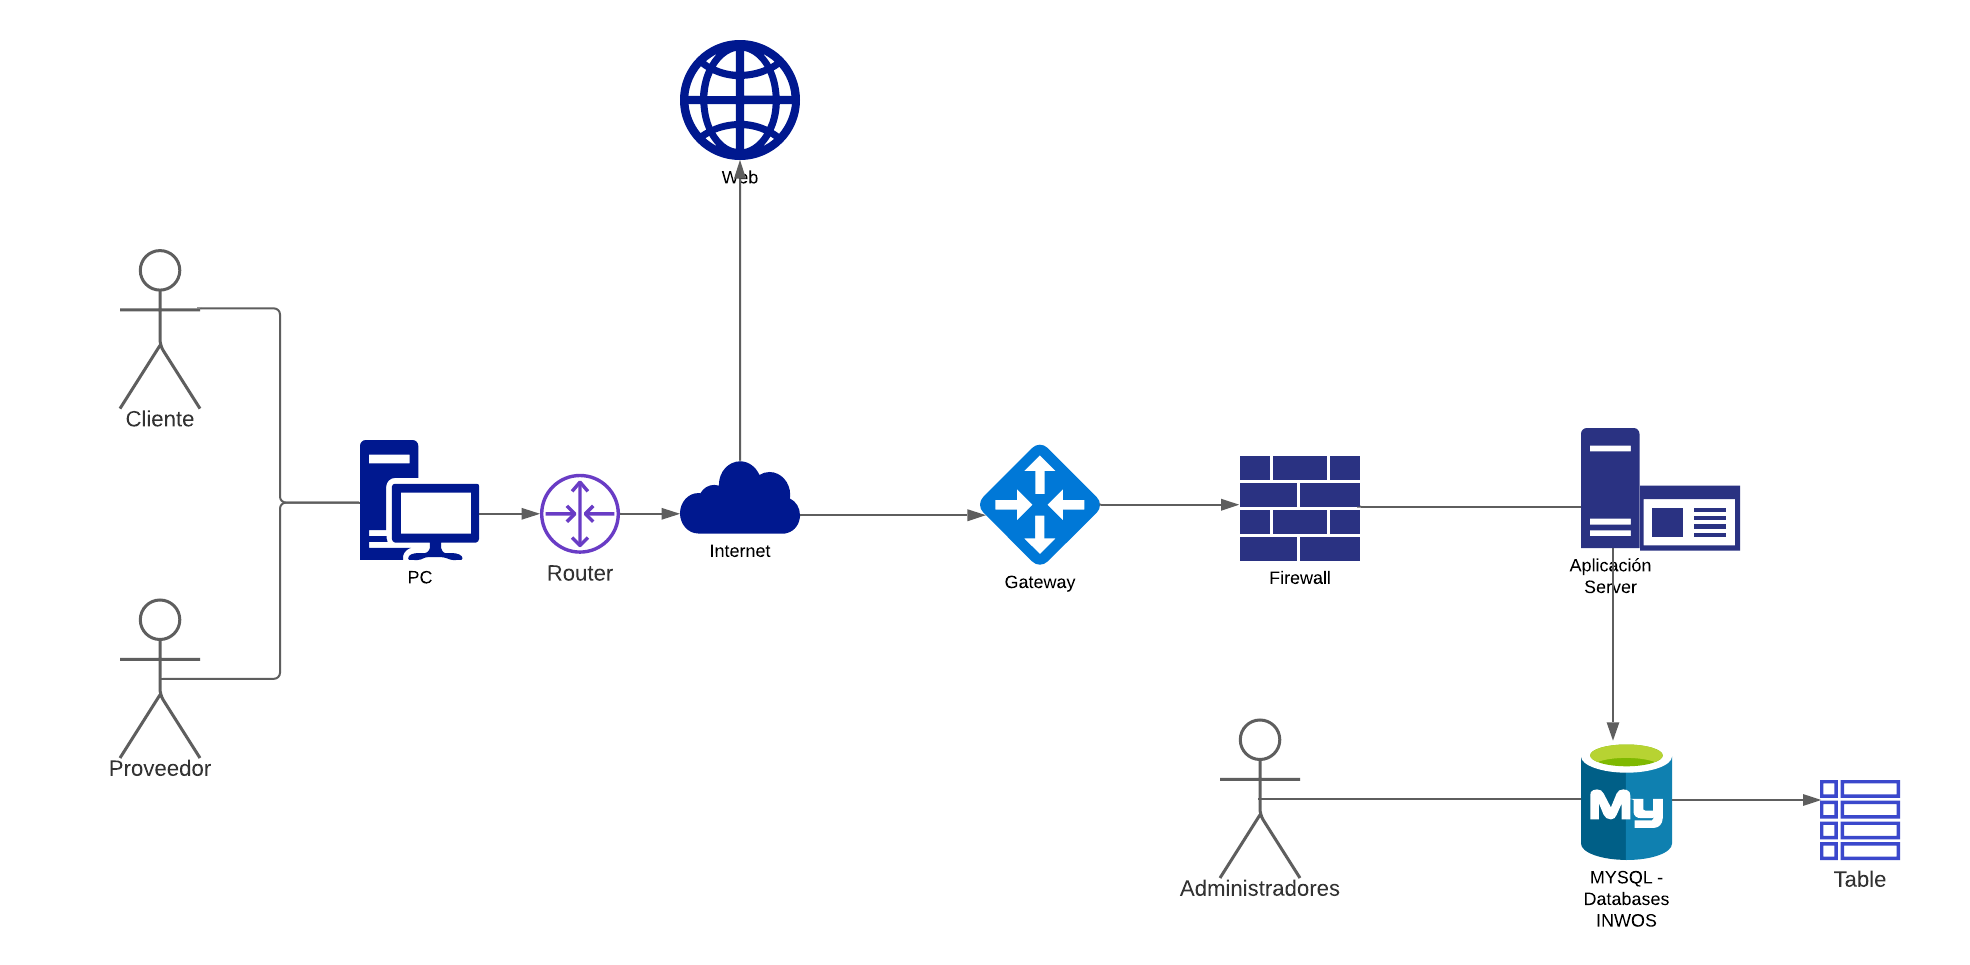 Web
Cliente
PC
Router
Internet
Gateway
Firewall
Aplicación
Server
Proveedor
Administradores
My
MYSQL -
Databases
INWOS
Table